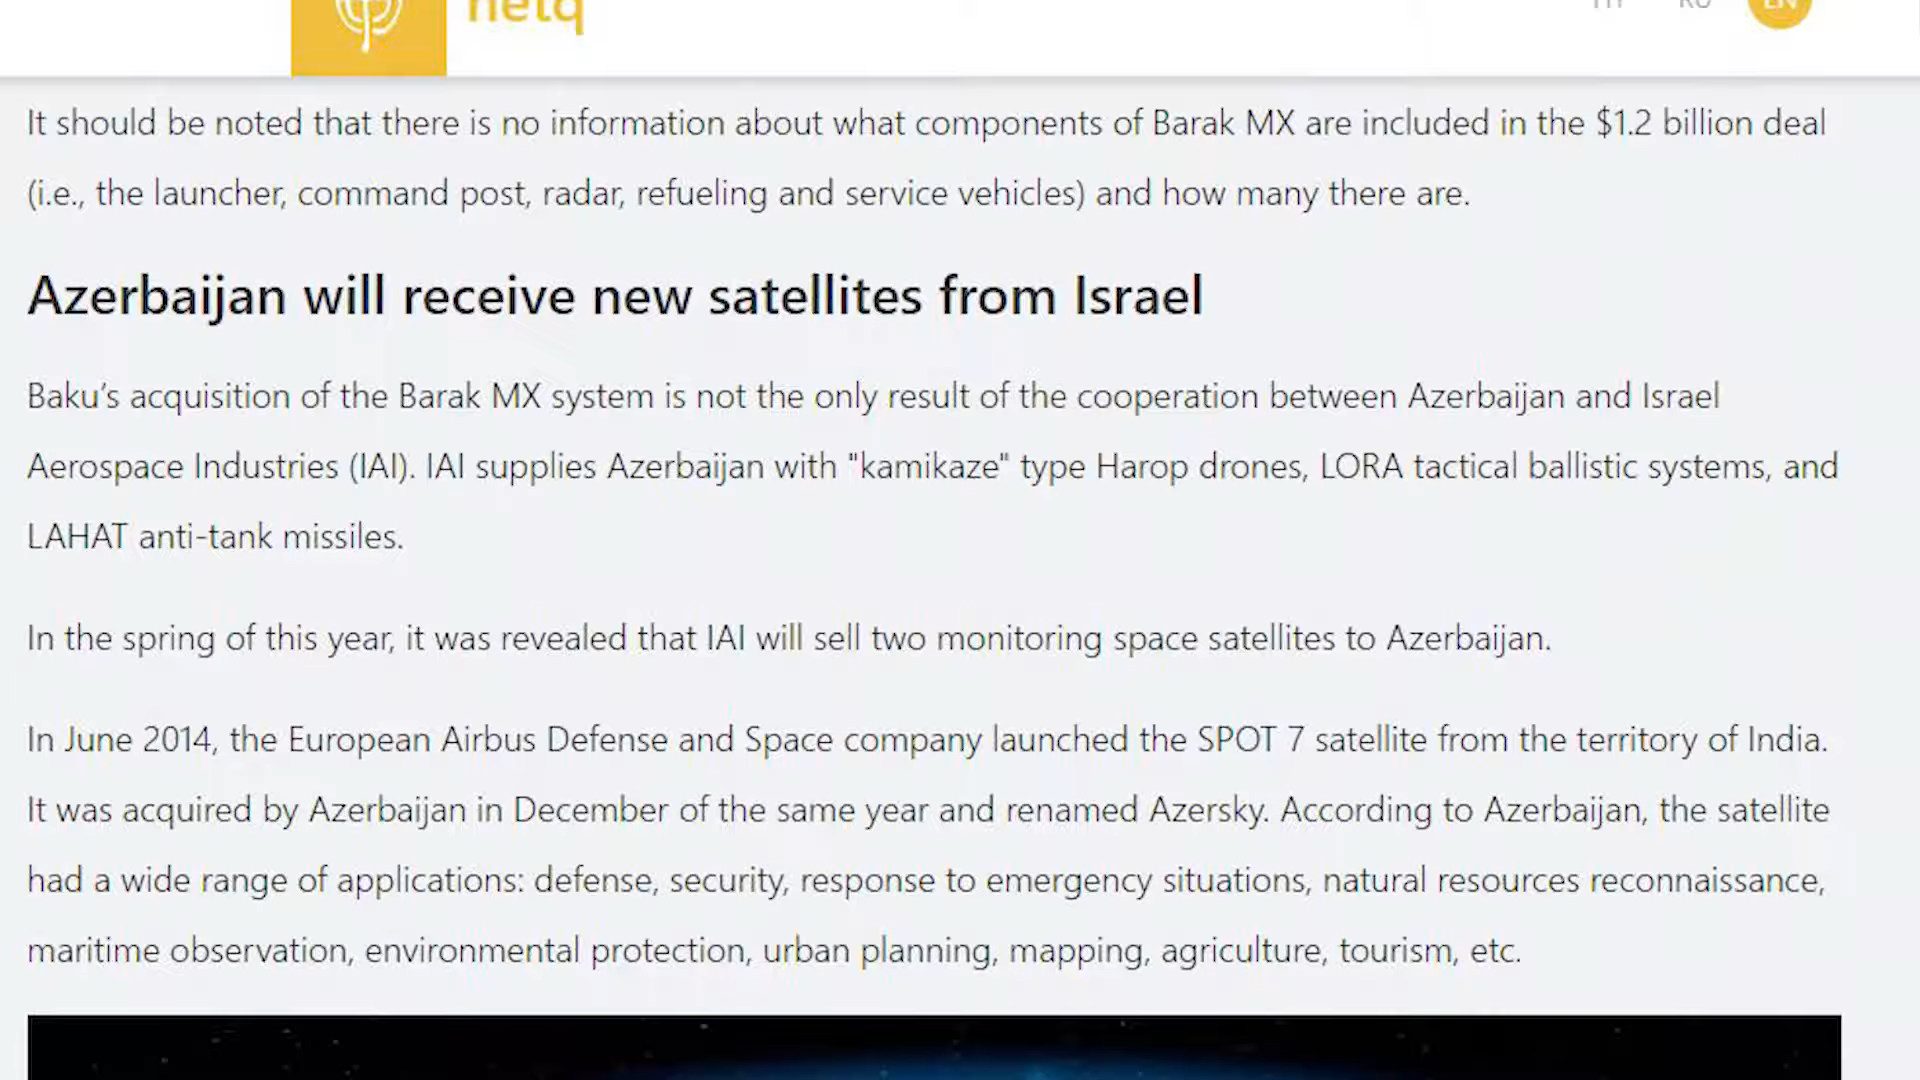 hetq
RU
EN
It should be noted that there is no information about what components of Barak MX are included in the $1.2 billion deal
(i.e., the launcher, command post, radar, refueling and service vehicles) and how many there are.
Azerbaijan will receive new satellites from Israel
Baku’s acquisition of the Barak MX system is not the only result of the cooperation between Azerbaijan and Israel
Aerospace Industries (IAI). IAI supplies Azerbaijan with "kamikaze" type Harop drones, LORA tactical ballistic systems, and
LAHAT anti-tank missiles.
In the spring of this year, it was revealed that IAI will sell two monitoring space satellites to Azerbaijan.
In June 2014, the European Airbus Defense and Space company launched the SPOT 7 satellite from the territory of India.
It was acquired by Azerbaijan in December of the same year and renamed Azersky. According to Azerbaijan, the satellite
had a wide range of applications: defense, security, response to emergency situations, natural resources reconnaissance,
maritime observation, environmental protection, urban planning, mapping, agriculture, tourism, etc.